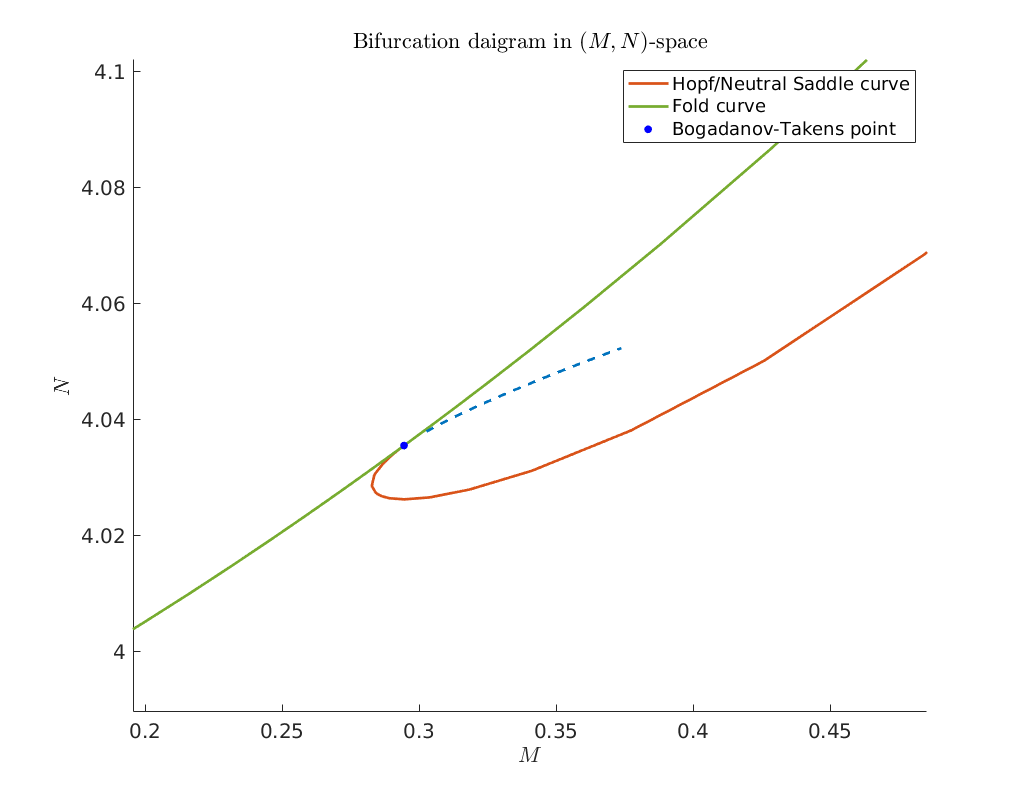 Bifurcation daigram in (M, N)-space
Hopf/Neutral Saddle curve
Fold curve
Bogadanov-Takens point
4.1
4.08
4.06
4.04
4.02
4
N
0.2 0.25 0.3 0.35 0.4 0.45
M